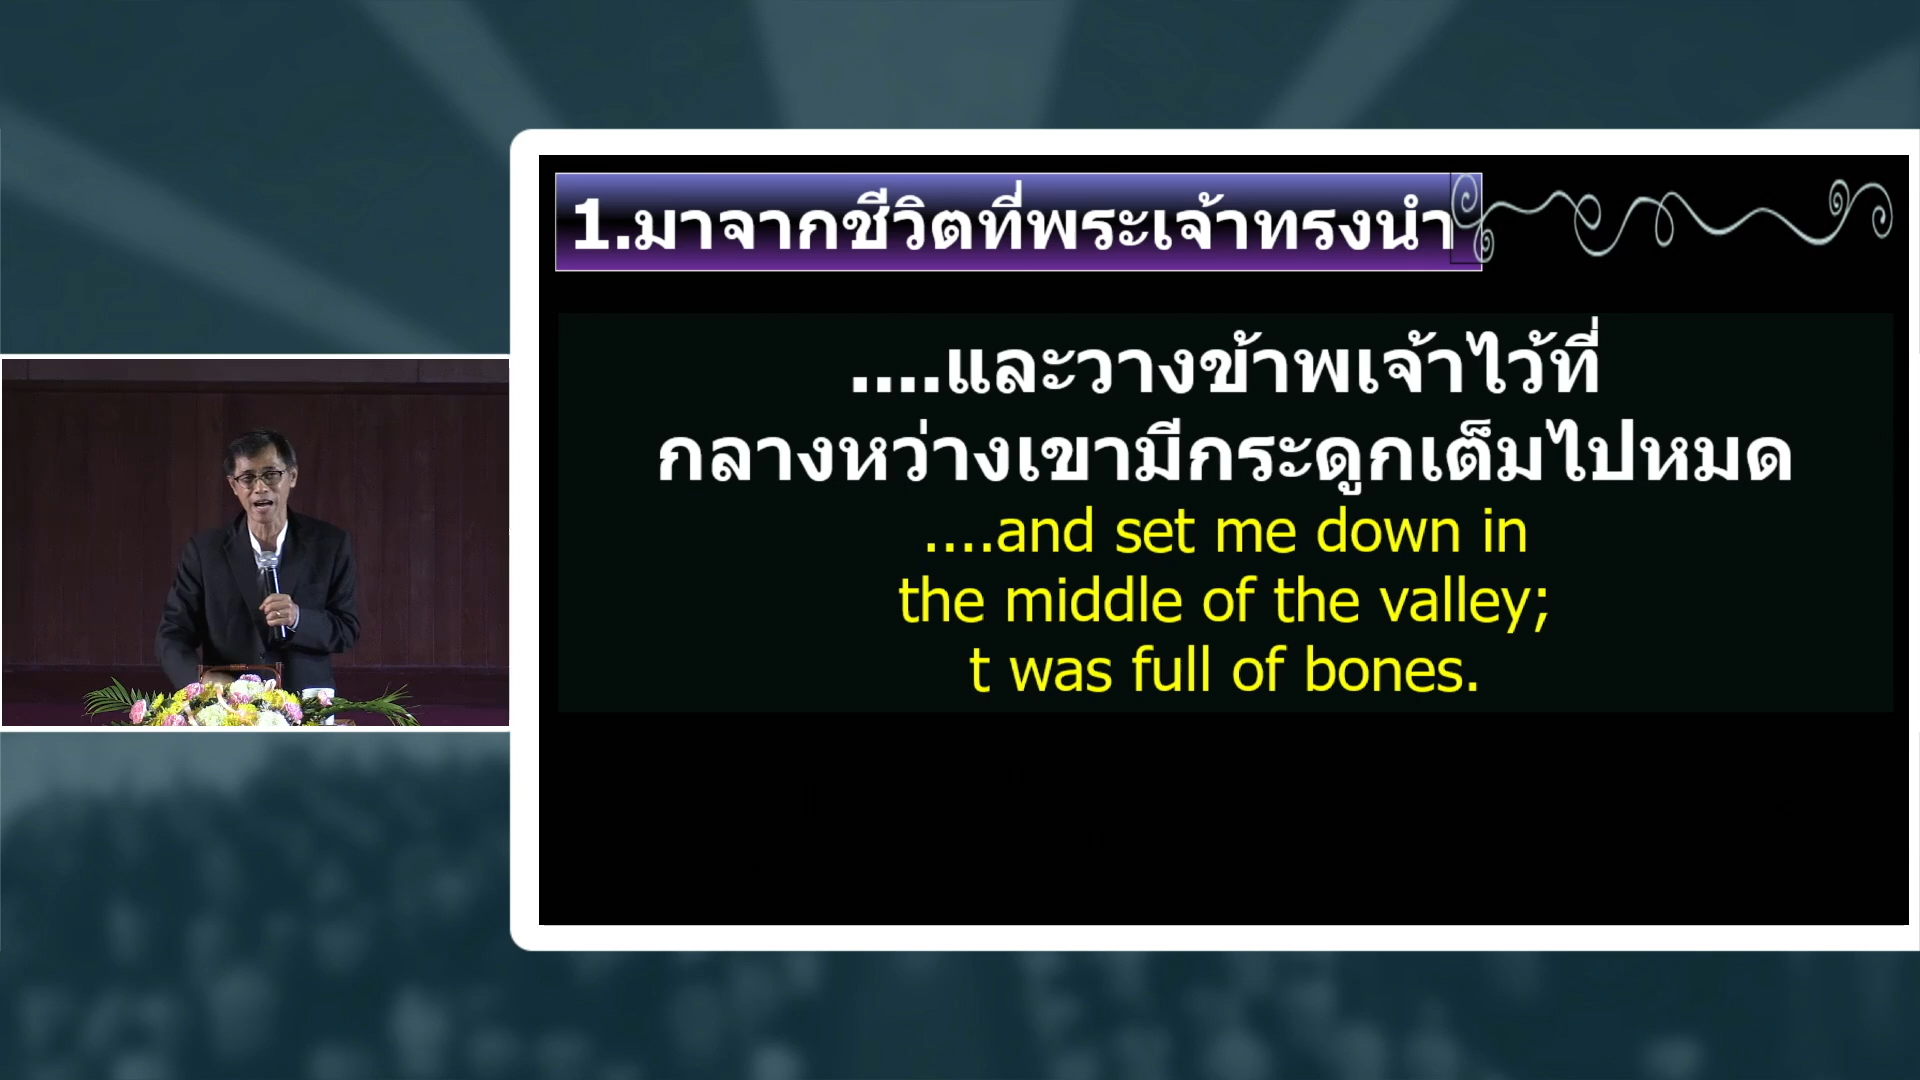 1.มาจากชีวิตที่พระเจ้าทรงนำ
....และวางข้าพเจ้าไว้ที่
กลางหว่างเขามีกระดูกเต็มไปหมด
....and set me down in
the middle of the valley;
t was full of bones.